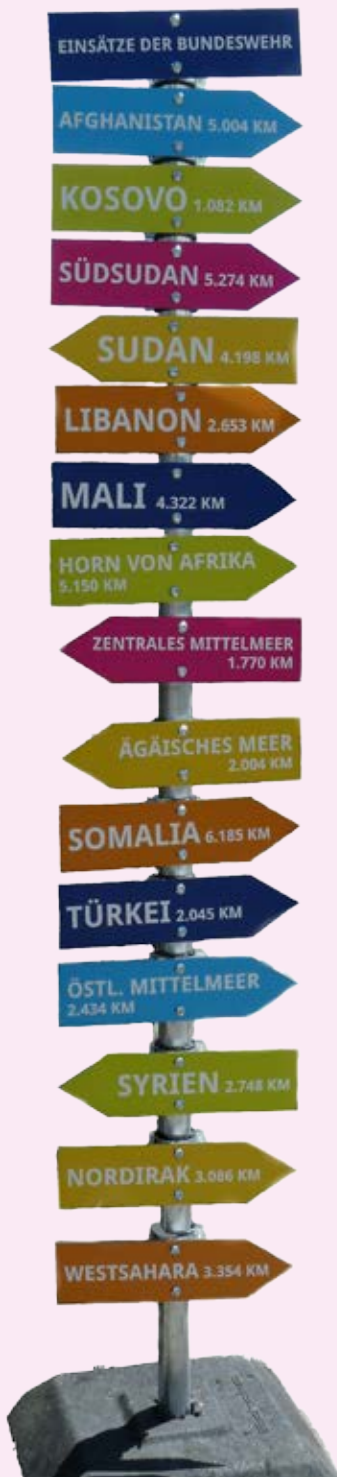 EINSÄTZE DER BUNDESWEHR
AFGHANISTAN 5.004 KM
KOSOVO 1.082 KM
SÜDSUDAN 5.274 KM
SUDAN 4.198 KM
LIBANON 2.653 KM
MALI 4.322 KM
HORN VON AFRIKA
5.150 KM
ZENTRALES MITTELMEER
1.770 KM
ÄGÄISCHES MEER
2.004 KM
SOMALIA 6.185 KM
TÜRKEI 2.045 KM
ÖSTL. MITTELMEER
2.434 KM
SYRIEN 2.748 KM
NORDIRAK 3.086 KM
WESTSAHARA 3.354 KM